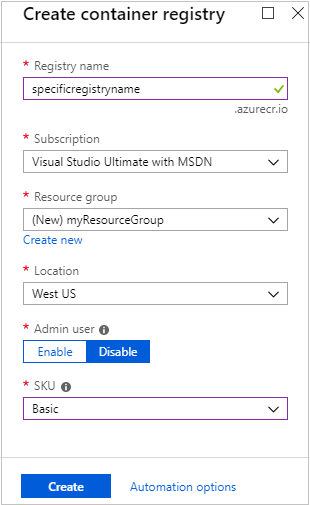 Create container registry
* Registry name
specificregistryname
.azurecr.io
* Subscription
Visual Studio Ultimate with MSDN
* Resource group
(New) myResourceGroup
Create new
* Location
West US
* Admin user
Enable Disable
* SKU
Basic
Create Automation options